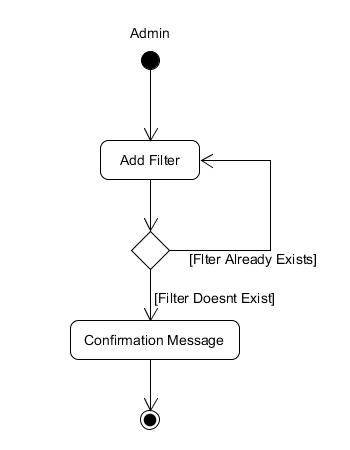 Admin
Add Filter
[Flter Already Exists]
[Filter Doesnt Exist]
Confirmation Message